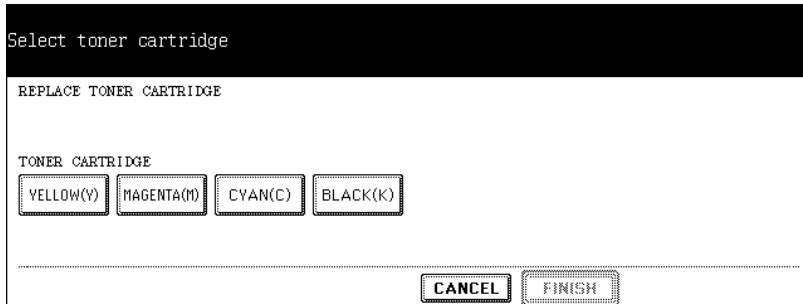 Select toner cartridge
REPLACE TONER CARTRIDGE
TONER CARTRIDGE
YELLOW(Y) MAGENTA(M) CYAN(C) BLACK(K)
CANCEL FINISH